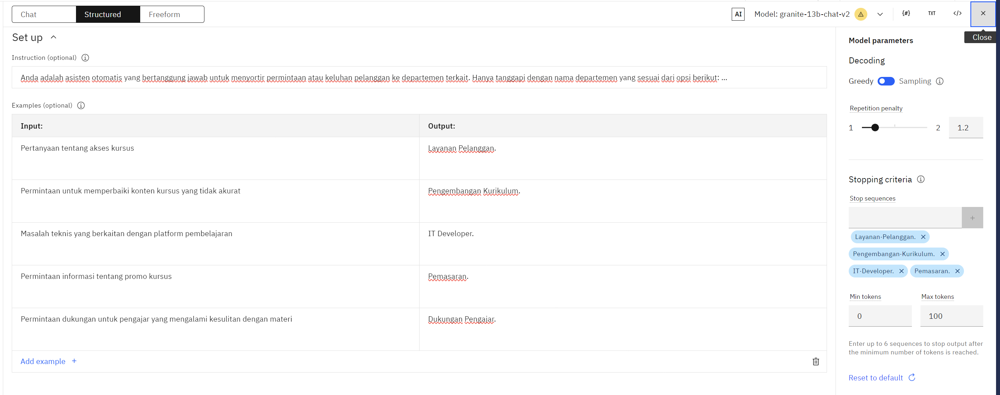 Chat Structured Freeform AI Model: granite-13b-chat-v2 {#} TXT </>
Close
Set up
Instruction (optional)
Anda adalah asisten otomatis yang bertanggung jawab untuk menyortir permintaan atau keluhan pelanggan ke departemen terkait. Hanya tanggapi dengan nama departemen yang sesuai dari opsi berikut: ...
Examples (optional)
Input: Output:
Pertanyaan tentang akses kursus Layanan Pelanggan.
Permintaan untuk memperbaiki konten kursus yang tidak akurat Pengembangan Kurikulum.
Masalah teknis yang berkaitan dengan platform pembelajaran IT Developer.
Permintaan informasi tentang promo kursus Pemasaran.
Permintaan dukungan untuk pengajar yang mengalami kesulitan dengan materi Dukungan Pengajar.
Add example +
Model parameters
Decoding
Greedy Sampling
Repetition penalty
1 2 1.2
Stopping criteria
Stop sequences
+
Layanan·Pelanggan. ×
Pengembangan·Kurikulum. ×
IT·Developer. × Pemasaran. ×
Min tokens Max tokens
0 100
Enter up to 6 sequences to stop output after
the minimum number of tokens is reached.
Reset to default